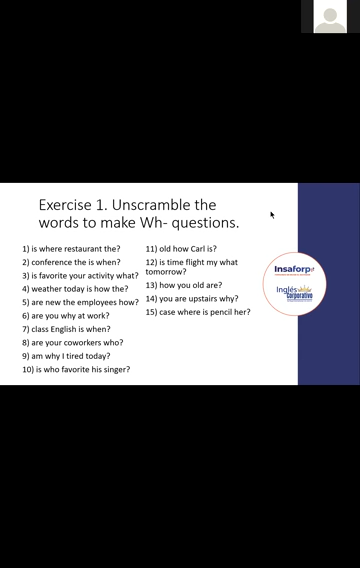 Exercise 1. Unscramble the
words to make Wh- questions.
1) is where restaurant the?
2) conference the is when?
3) is favorite your activity what?
4) weather today is how the?
5) are new the employees how?
6) are you why at work?
7) class English is when?
8) are your coworkers who?
9) am why I tired today?
10) is who favorite his singer?
11) old how Carl is?
12) is time flight my what
tomorrow?
13) how you old are?
14) you are upstairs why?
15) case where is pencil her?
Insaforp
Inglés
Corporativo